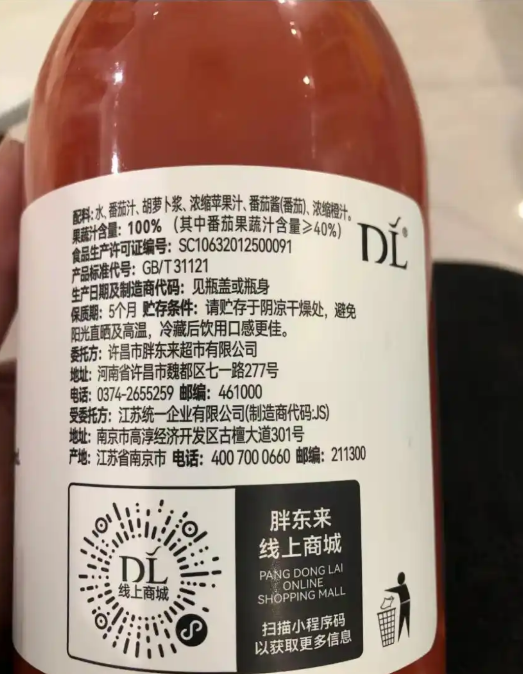 配料：水、番茄汁、胡萝卜浆、浓缩苹果汁、番茄酱(番茄)、浓缩橙汁。
果蔬汁含量：100%（其中番茄果蔬汁含量≥40%）
食品生产许可证编号：SC10632012500091
产品标准代号：GB/T 31121
生产日期及制造商代码：见瓶盖或瓶身
保质期：5个月 贮存条件：请贮存于阴凉干燥处，避免
阳光直晒及高温，冷藏后饮用口感更佳。
委托方：许昌市胖东来超市有限公司
地址：河南省许昌市魏都区七一路277号
电话：0374-2655259 邮编：461000
受委托方：江苏统一企业有限公司(制造商代码:JS)
地址：南京市高淳经济开发区古檀大道301号
产地：江苏省南京市 电话：400 700 0660 邮编：211300
DL®
DL
线上商城
胖东来
线上商城
PANG DONG LAI
ONLINE
SHOPPING MALL
扫描小程序码
以获取更多信息